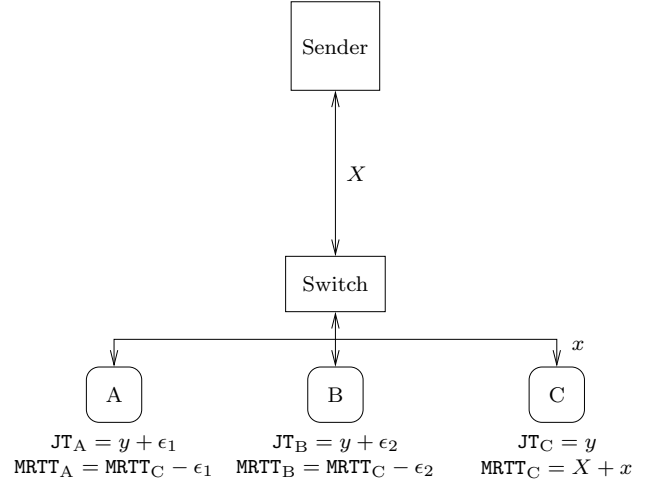 Sender
X
Switch
x
A B C
JT_A = y + ϵ_1 JT_B = y + ϵ_2 JT_C = y
MRTT_A = MRTT_C − ϵ_1 MRTT_B = MRTT_C − ϵ_2 MRTT_C = X + x